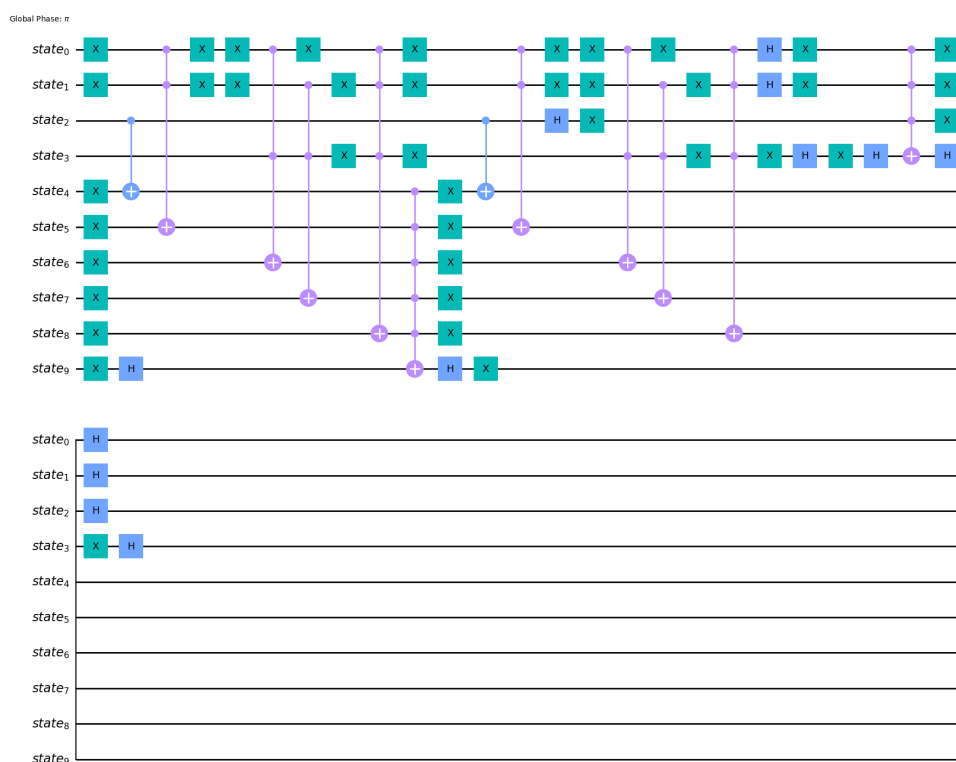 Global Phase: π
state₀ X X X X X X X X H X X
state₁ X X X X X X X X H X X
state₂ H X X
state₃ X X X X H X H H
state₄ X X
state₅ X X
state₆ X X
state₇ X X
state₈ X X
state₉ X H H X
state₀ H
state₁ H
state₂ H
state₃ X H
state₄
state₅
state₆
state₇
state₈
state₉